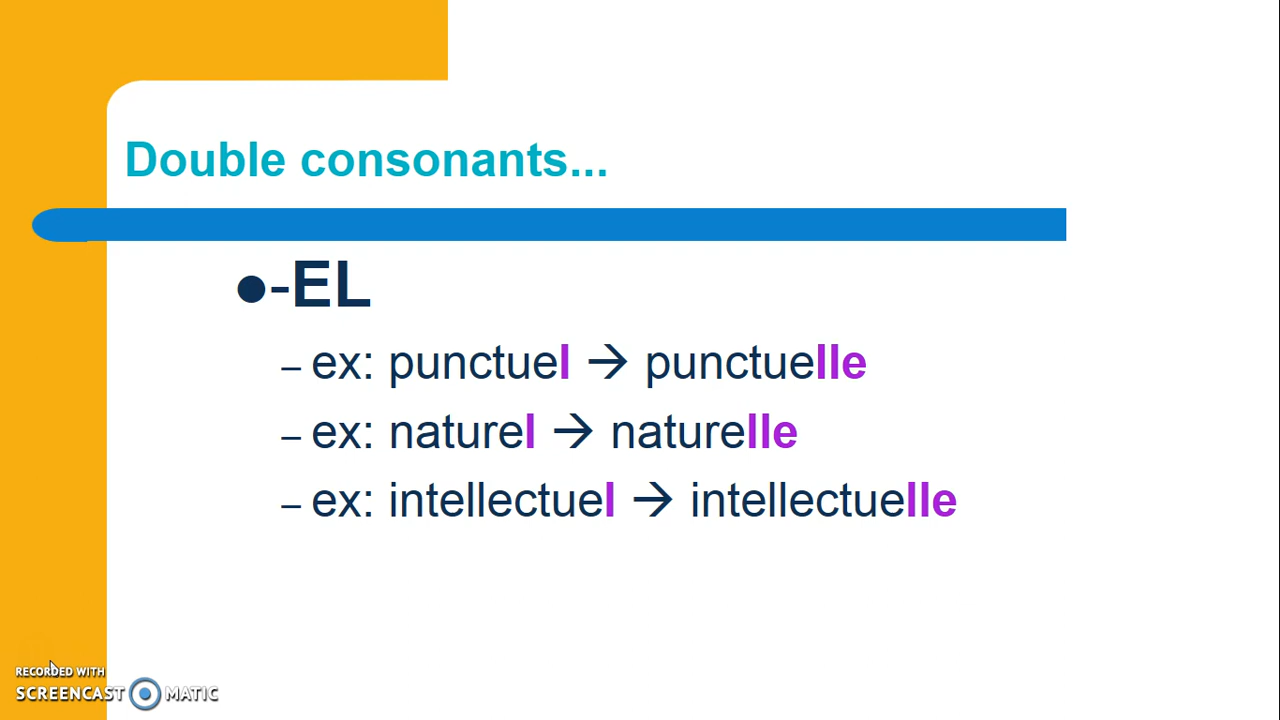 Double consonants...
●-EL
– ex: punctuel → punctuelle
– ex: naturel → naturelle
– ex: intellectuel → intellectuelle
RECORDED WITH
SCREENCAST MATIC